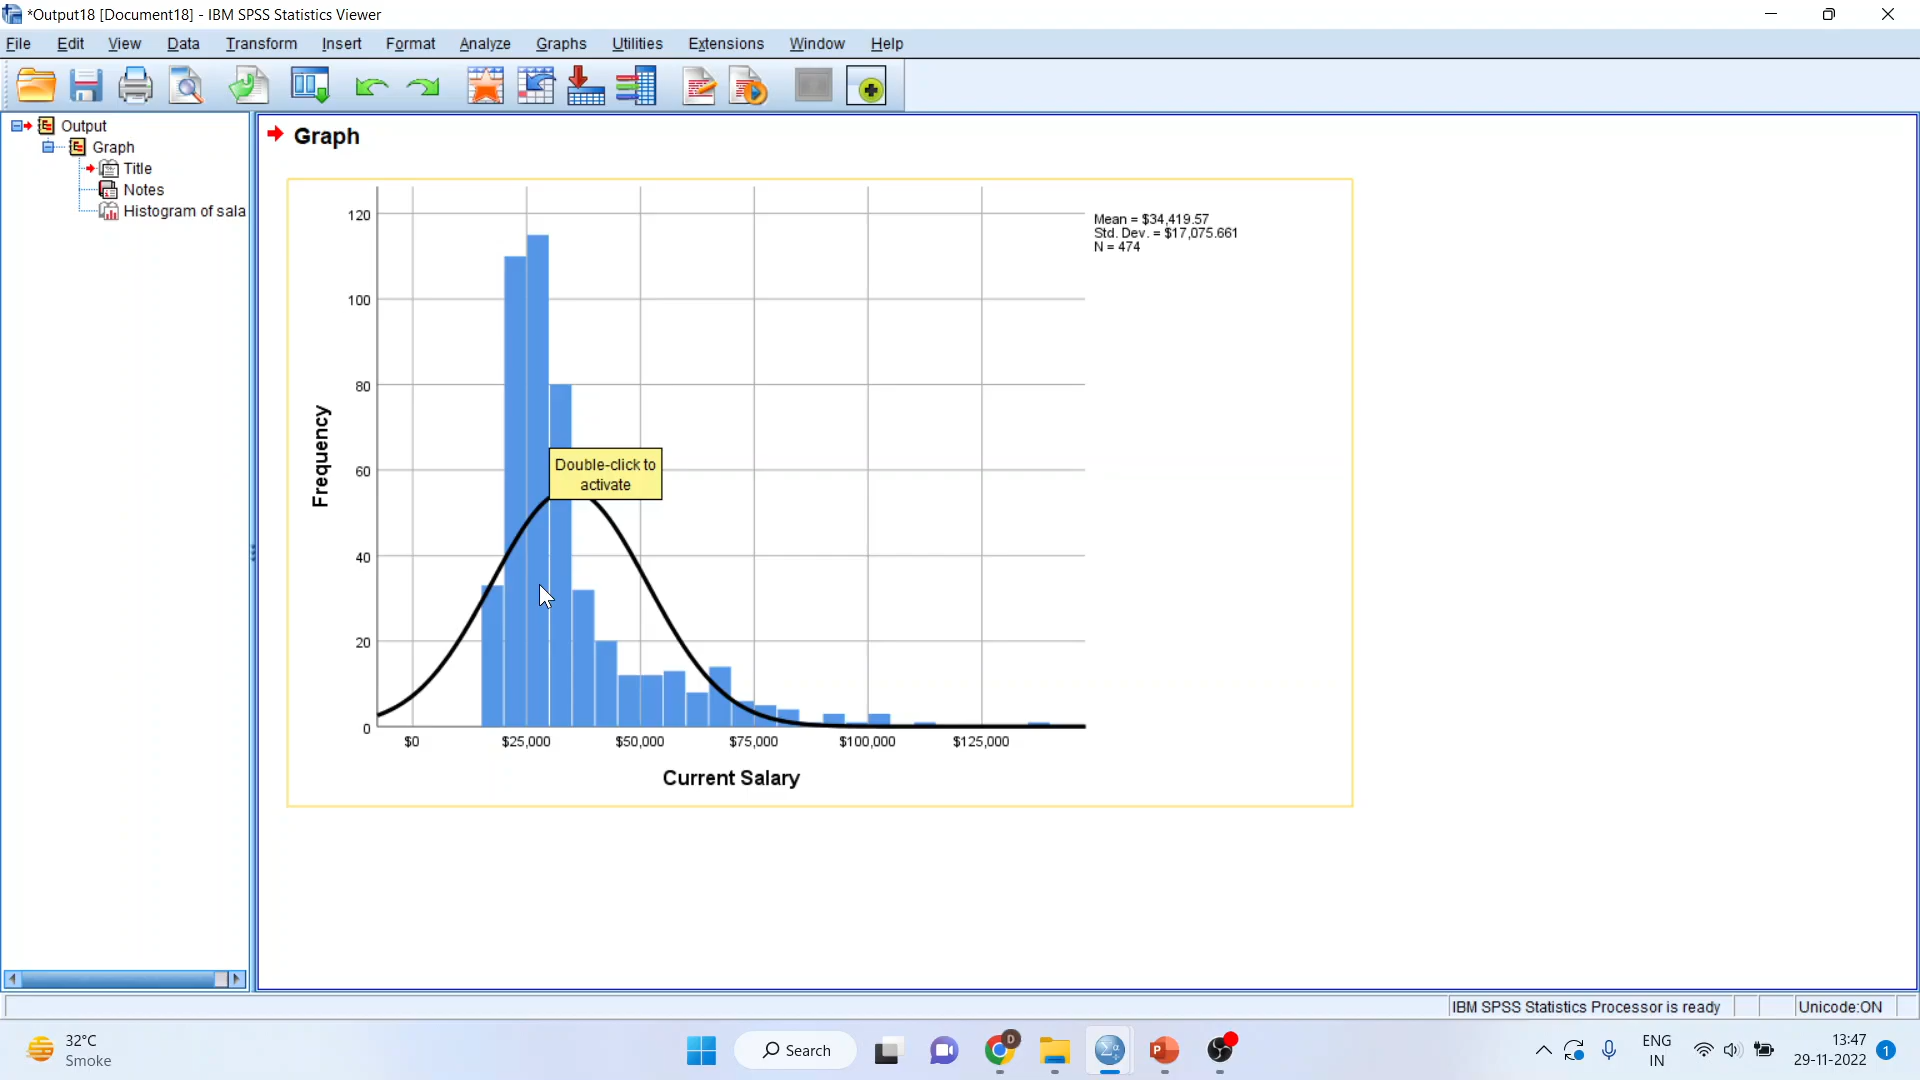 *Output18 [Document18] - IBM SPSS Statistics Viewer
File Edit View Data Transform Insert Format Analyze Graphs Utilities Extensions Window Help
Output
Graph
Title
Notes
Histogram of sala
Graph
Mean = $34,419.57
Std. Dev. = $17,075.661
N = 474
120
100
80
60
40
20
0
Frequency
Double-click to
activate
$0 $25,000 $50,000 $75,000 $100,000 $125,000
Current Salary
IBM SPSS Statistics Processor is ready Unicode:ON
32°C
Smoke
Search
D
ENG
IN
13:47
29-11-2022
1